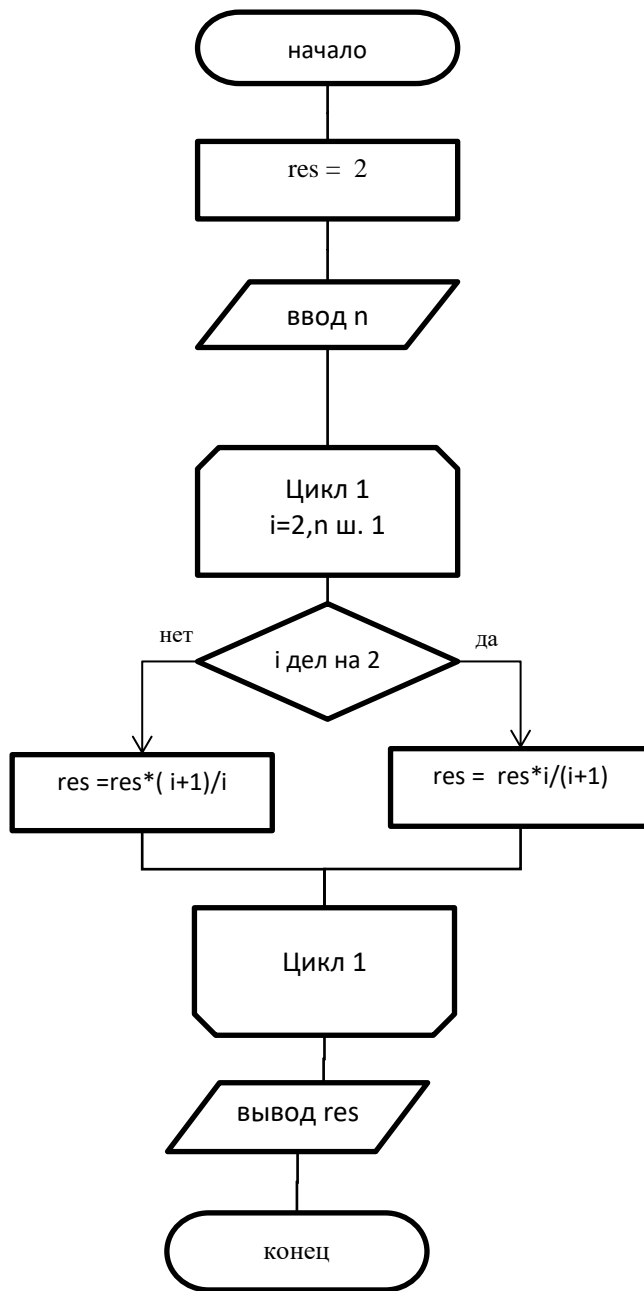 начало
res = 2
ввод n
Цикл 1
i=2,n ш. 1
нет
i дел на 2
да
res =res*( i+1)/i
res = res*i/(i+1)
Цикл 1
вывод res
конец